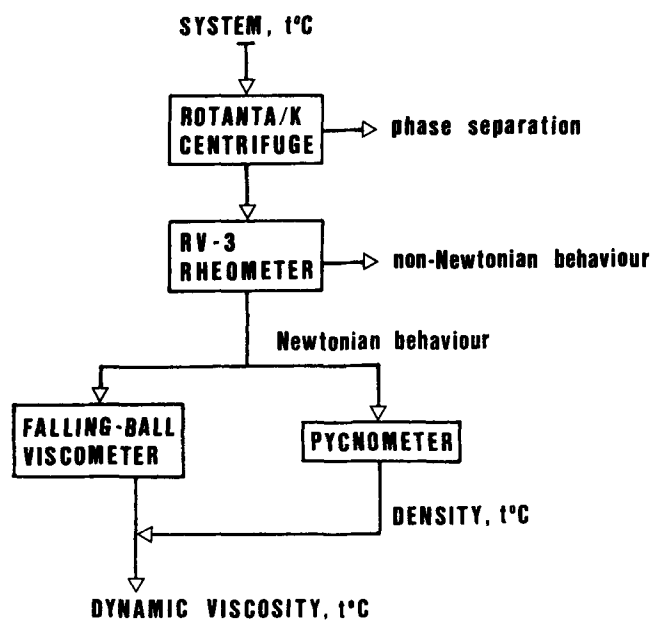 SYSTEM, t°C
ROTANTA/K
CENTRIFUGE
phase separation
RV-3
RHEOMETER
non-Newtonian behaviour
Newtonian behaviour
FALLING-BALL
VISCOMETER
PYCNOMETER
DENSITY, t°C
DYNAMIC VISCOSITY, t°C